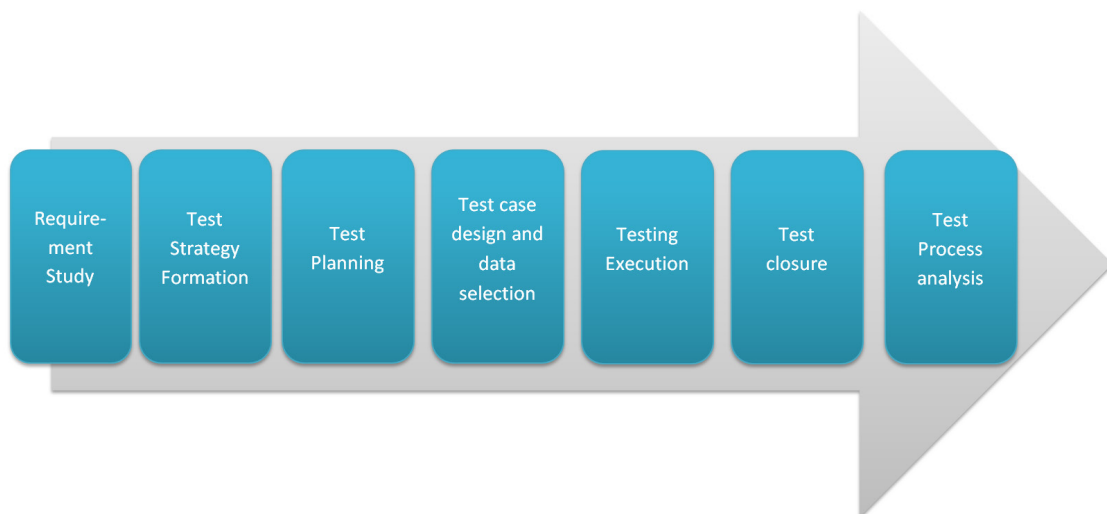 Require-
ment
Study
Test
Strategy
Formation
Test
Planning
Test case
design and
data
selection
Testing
Execution
Test
closure
Test
Process
analysis